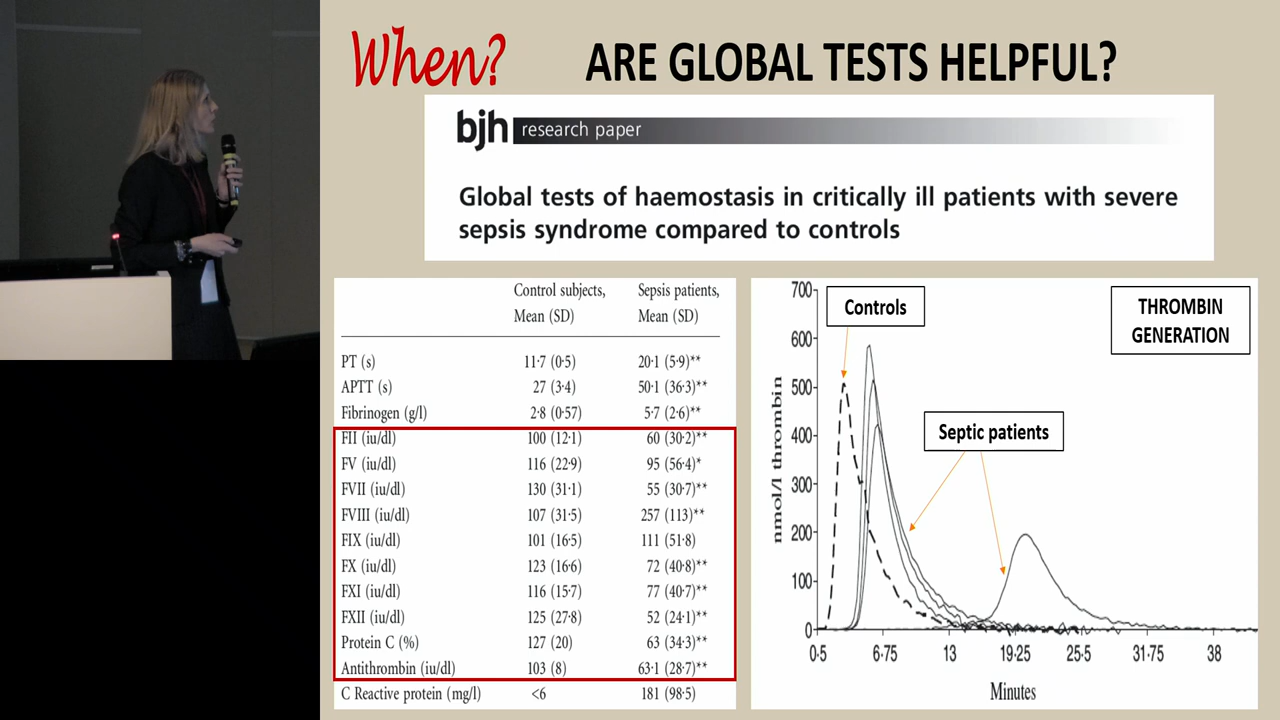 When? ARE GLOBAL TESTS HELPFUL?
bjh research paper
Global tests of haemostasis in critically ill patients with severe
sepsis syndrome compared to controls
Control subjects, Sepsis patients,
Mean (SD) Mean (SD)
PT (s) 11·7 (0·5) 20·1 (5·9)**
APTT (s) 27 (3·4) 50·1 (36·3)**
Fibrinogen (g/l) 2·8 (0·57) 5·7 (2·6)**
FII (iu/dl) 100 (12·1) 60 (30·2)**
FV (iu/dl) 116 (22·9) 95 (56·4)*
FVII (iu/dl) 130 (31·1) 55 (30·7)**
FVIII (iu/dl) 107 (31·5) 257 (113)**
FIX (iu/dl) 101 (16·5) 111 (51·8)
FX (iu/dl) 123 (16·6) 72 (40·8)**
FXI (iu/dl) 116 (15·7) 77 (40·7)**
FXII (iu/dl) 125 (27·8) 52 (24·1)**
Protein C (%) 127 (20) 63 (34·3)**
Antithrombin (iu/dl) 103 (8) 63·1 (28·7)**
C Reactive protein (mg/l) <6 181 (98·5)
THROMBIN
GENERATION
Controls
Septic patients
nmol/l thrombin
700
600
500
400
300
200
100
0
0·5 6·75 13 19·25 25·5 31·75 38
Minutes